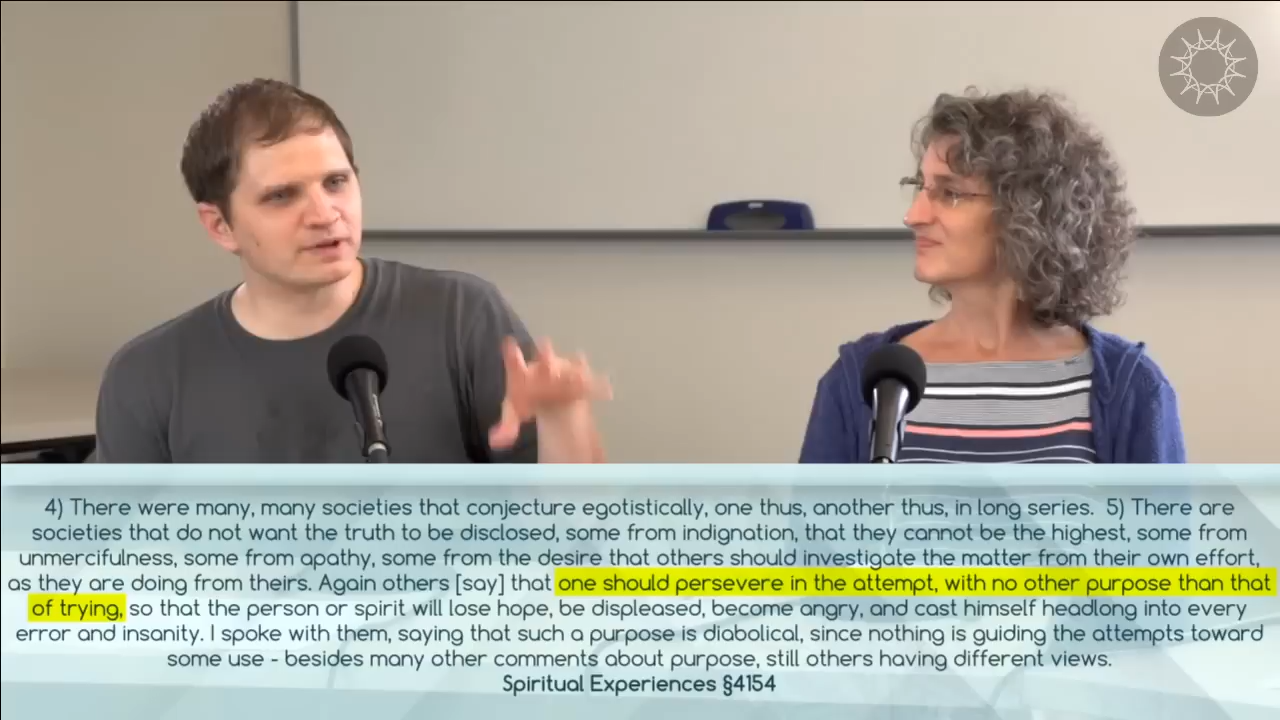 4) There were many, many societies that conjecture egotistically, one thus, another thus, in long series.  5) There are
societies that do not want the truth to be disclosed, some from indignation, that they cannot be the highest, some from
unmercifulness, some from apathy, some from the desire that others should investigate the matter from their own effort,
as they are doing from theirs. Again others [say] that one should persevere in the attempt, with no other purpose than that
of trying, so that the person or spirit will lose hope, be displeased, become angry, and cast himself headlong into every
error and insanity. I spoke with them, saying that such a purpose is diabolical, since nothing is guiding the attempts toward
some use - besides many other comments about purpose, still others having different views.
Spiritual Experiences §4154